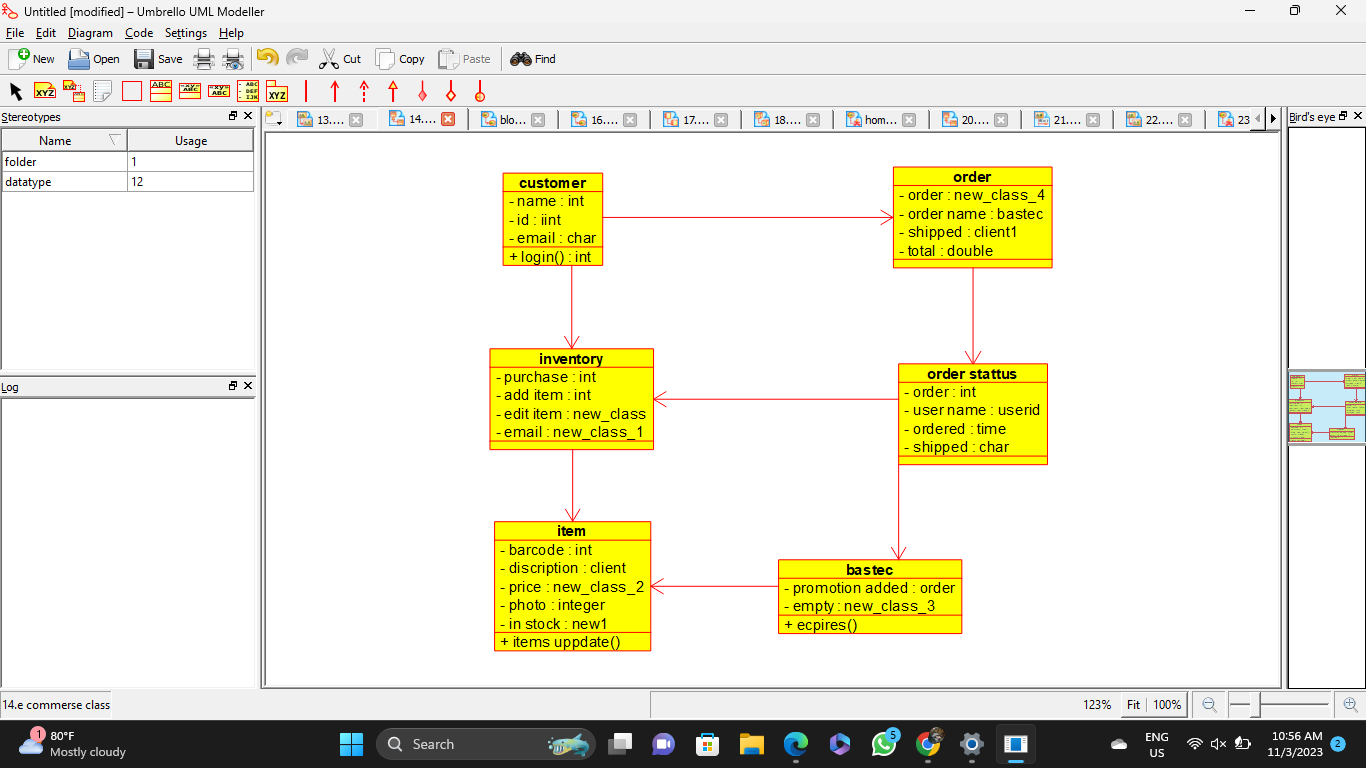 Untitled [modified] – Umbrello UML Modeller
File Edit Diagram Code Settings Help
New Open Save Cut Copy Paste Find
Stereotypes
Name Usage
folder 1
datatype 12
Log
13.... 14.... blo... 16.... 17.... 18.... hom... 20.... 21.... 22.... 23
Bird's eye
customer
- name : int
- id : iint
- email : char
+ login() : int
order
- order : new_class_4
- order name : bastec
- shipped : client1
- total : double
inventory
- purchase : int
- add item : int
- edit item : new_class
- email : new_class_1
order stattus
- order : int
- user name : userid
- ordered : time
- shipped : char
item
- barcode : int
- discription : client
- price : new_class_2
- photo : integer
- in stock : new1
+ items uppdate()
bastec
- promotion added : order
- empty : new_class_3
+ ecpires()
14.e commerse class
123% Fit 100%
1
80°F
Mostly cloudy
Search
5
ENG
US
10:56 AM
11/3/2023
2